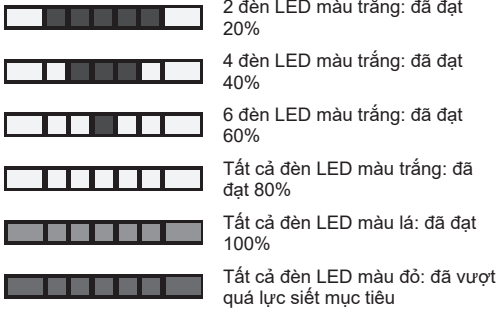 2 đèn LED màu trắng: đã đạt
20%
4 đèn LED màu trắng: đã đạt
40%
6 đèn LED màu trắng: đã đạt
60%
Tất cả đèn LED màu trắng: đã
đạt 80%
Tất cả đèn LED màu lá: đã đạt
100%
Tất cả đèn LED màu đỏ: đã vượt
quá lực siết mục tiêu